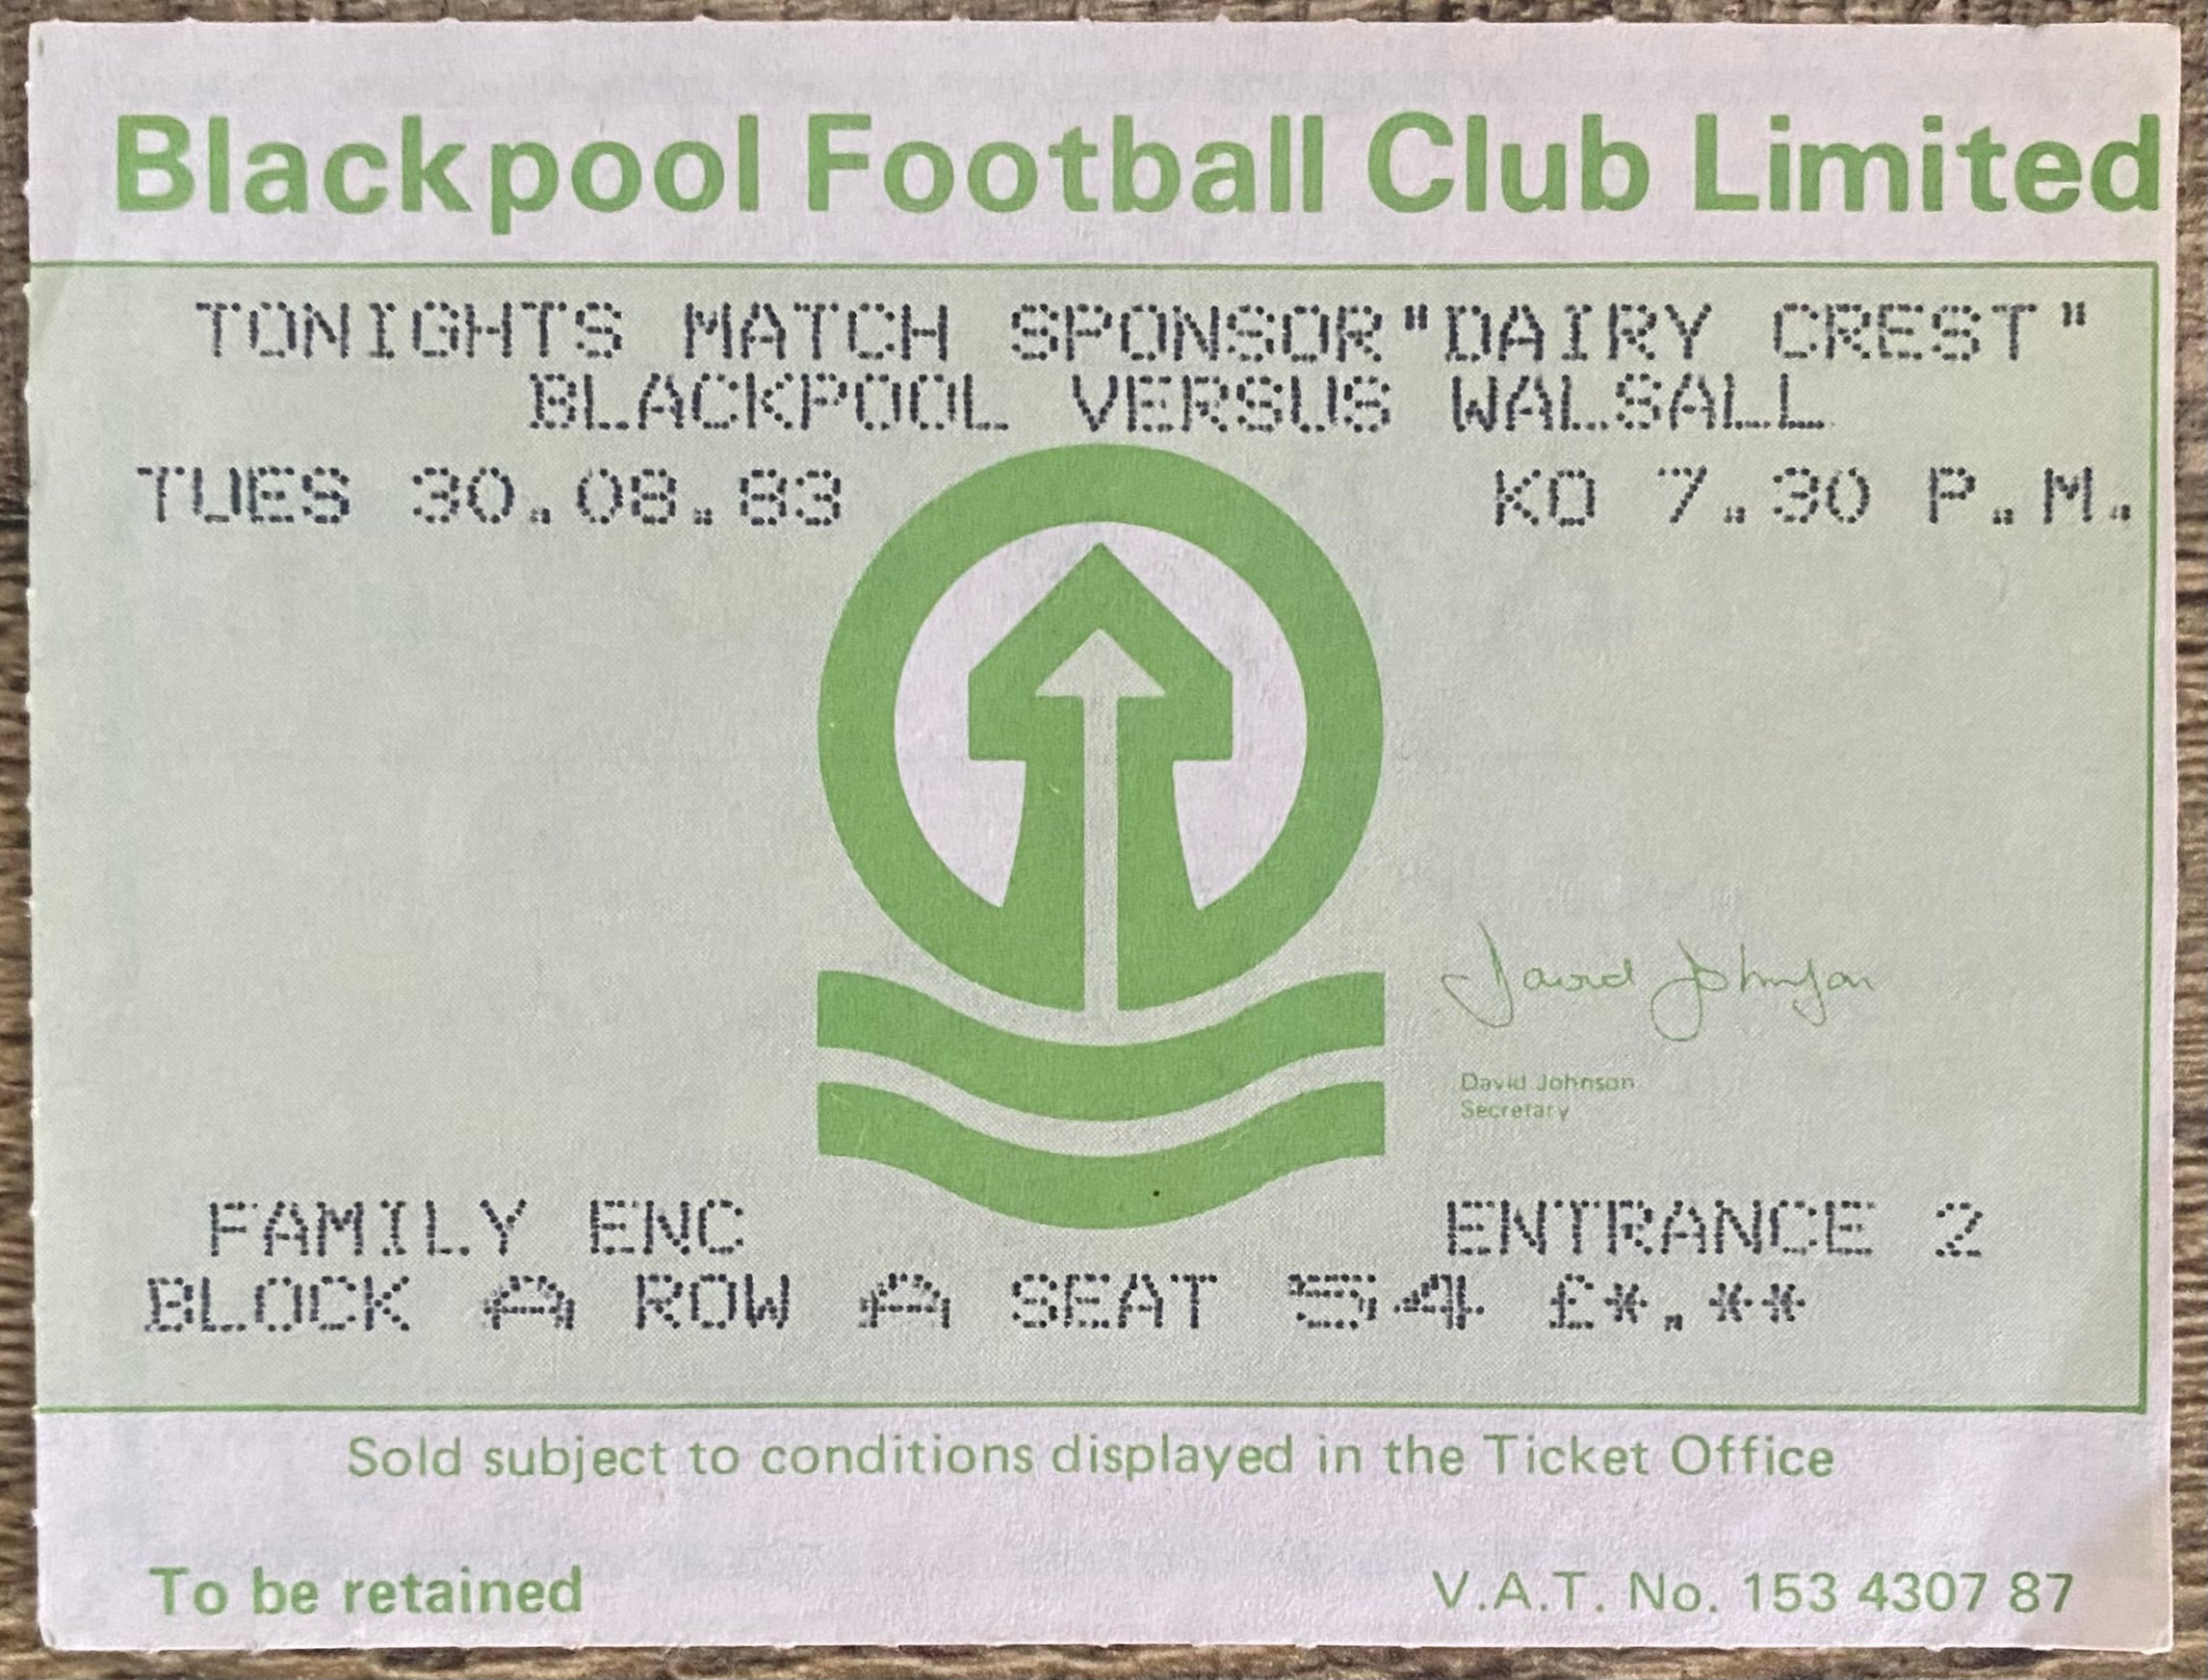 Blackpool Football Club Limited
TONIGHTS MATCH SPONSOR "DAIRY CREST"
BLACKPOOL VERSUS WALSALL
TUES 30.08.83 KO 7.30 P.M.
David Johnson
David Johnson
Secretary
FAMILY ENC ENTRANCE 2
BLOCK A ROW A SEAT 54 £*.**
Sold subject to conditions displayed in the Ticket Office
To be retained V.A.T. No. 153 4307 87